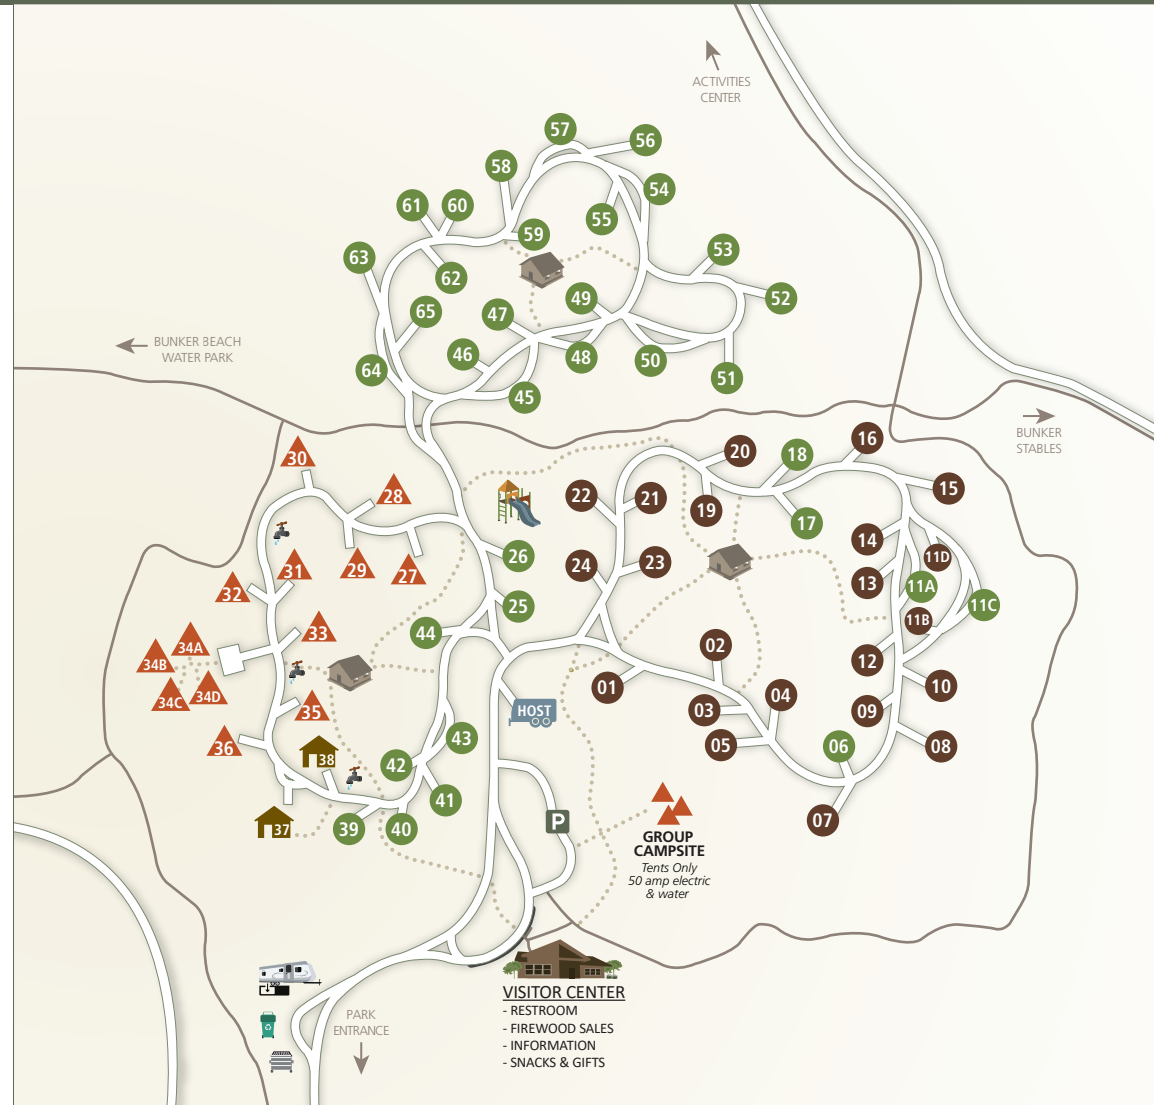 ACTIVITIES
CENTER
57
56
58
54
61
60
55
59
53
63
62
52
49
65
47
BUNKER BEACH
WATER PARK
46
48
50
64
51
45
BUNKER
STABLES
16
20
18
30
15
28
22
21
19
17
14
26
11D
29
31
27
24
23
13
32
11A
25
11C
11B
33
44
34A
02
34B
12
01
10
34D
34C
04
35
03
HOST
09
36
43
05
06
08
38
42
41
07
37
39
40
P
GROUP
CAMPSITE
Tents Only
50 amp electric
& water
VISITOR CENTER
- RESTROOM
- FIREWOOD SALES
- INFORMATION
- SNACKS & GIFTS
PARK
ENTRANCE